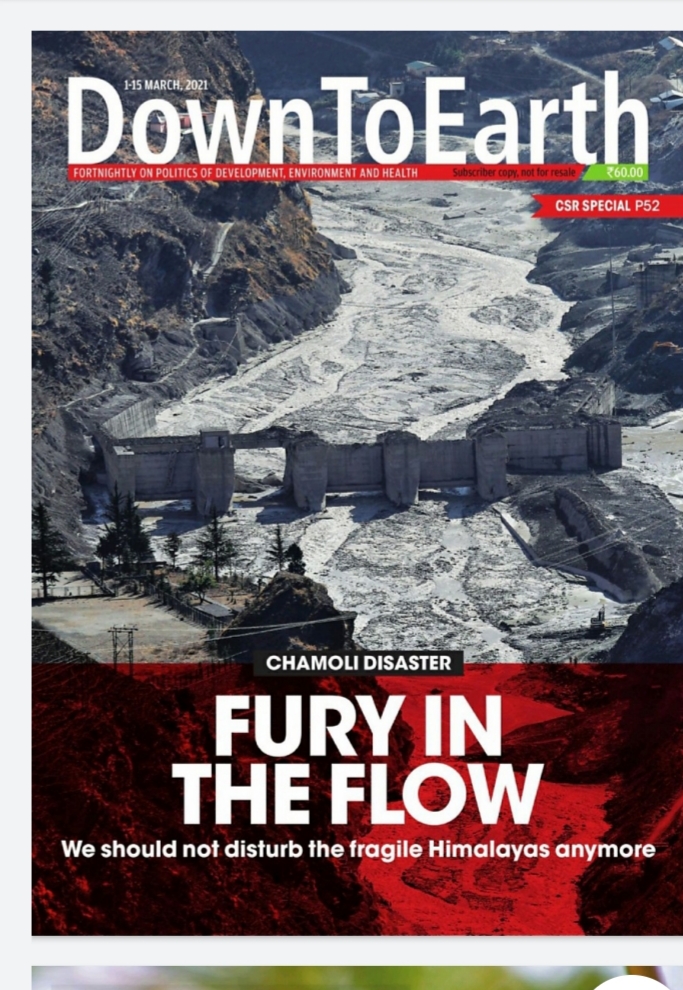 1-15 MARCH, 2021
DownToEarth
FORTNIGHTLY ON POLITICS OF DEVELOPMENT, ENVIRONMENT AND HEALTH Subscriber copy, not for resale ₹60.00
CSR SPECIAL P52
CHAMOLI DISASTER
FURY IN
THE FLOW
We should not disturb the fragile Himalayas anymore